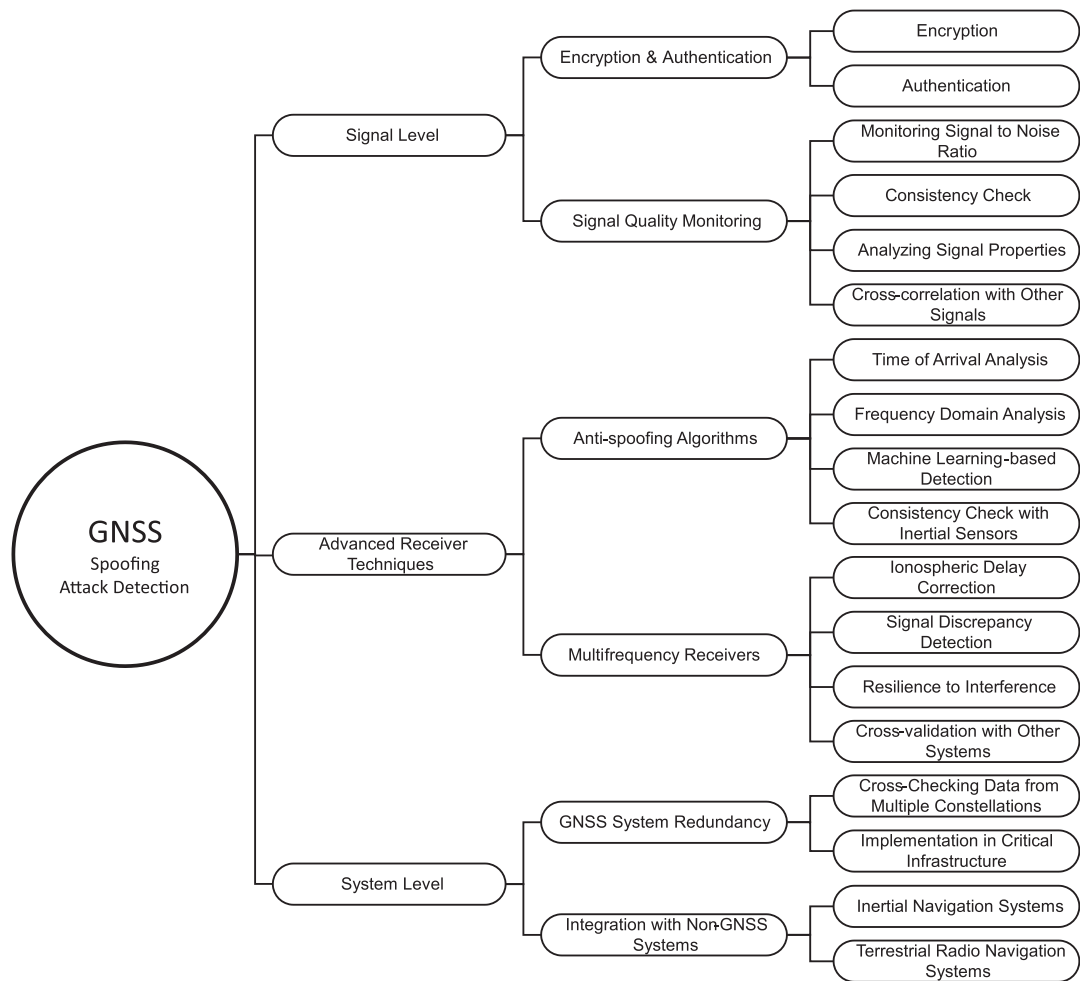 GNSS
Spoofing
Attack Detection
Signal Level
Encryption & Authentication
Encryption
Authentication
Signal Quality Monitoring
Monitoring Signal to Noise
Ratio
Consistency Check
Analyzing Signal Properties
Cross-correlation with Other
Signals
Advanced Receiver
Techniques
Anti-spoofing Algorithms
Time of Arrival Analysis
Frequency Domain Analysis
Machine Learning-based
Detection
Consistency Check with
Inertial Sensors
Multifrequency Receivers
Ionospheric Delay
Correction
Signal Discrepancy
Detection
Resilience to Interference
Cross-validation with Other
Systems
System Level
GNSS System Redundancy
Cross-Checking Data from
Multiple Constellations
Implementation in Critical
Infrastructure
Integration with Non-GNSS
Systems
Inertial Navigation Systems
Terrestrial Radio Navigation
Systems